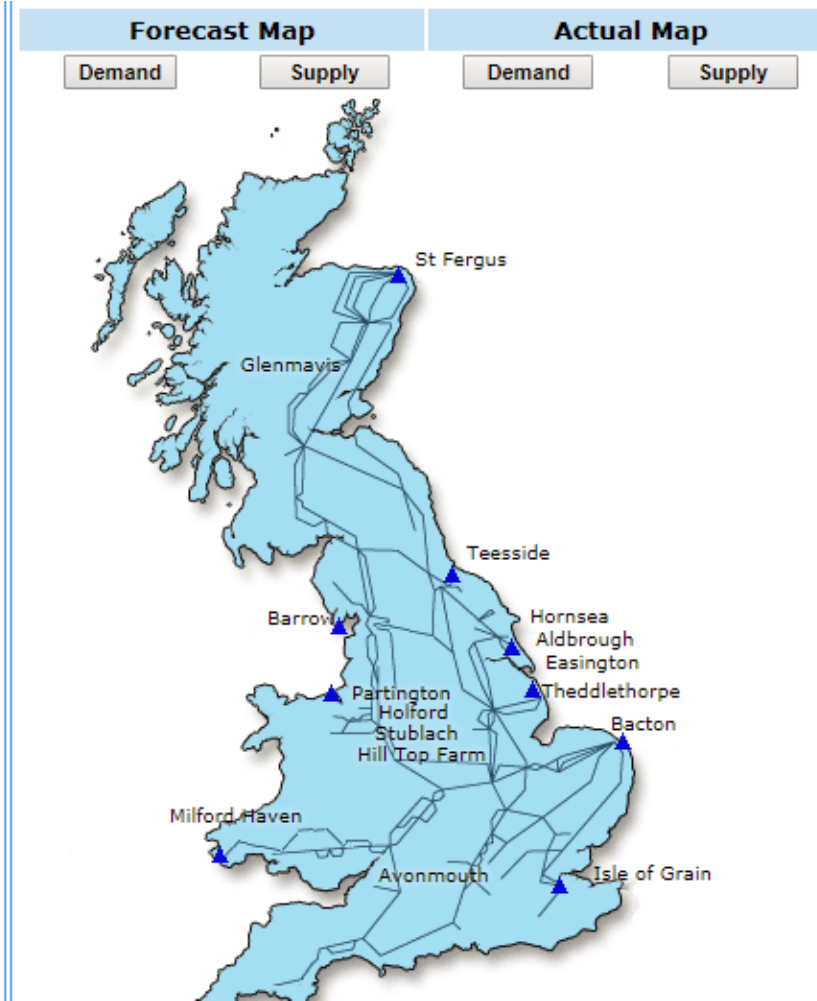 Forecast Map
Actual Map
Demand
Supply
Demand
Supply
St Fergus
Glenmavis
Teesside
Hornsea
Barrow
Aldbrough
Easington
Partington
Theddlethorpe
Holford
Bacton
Stublach
Hill Top Farm
Milford Haven
Avonmouth
Isle of Grain